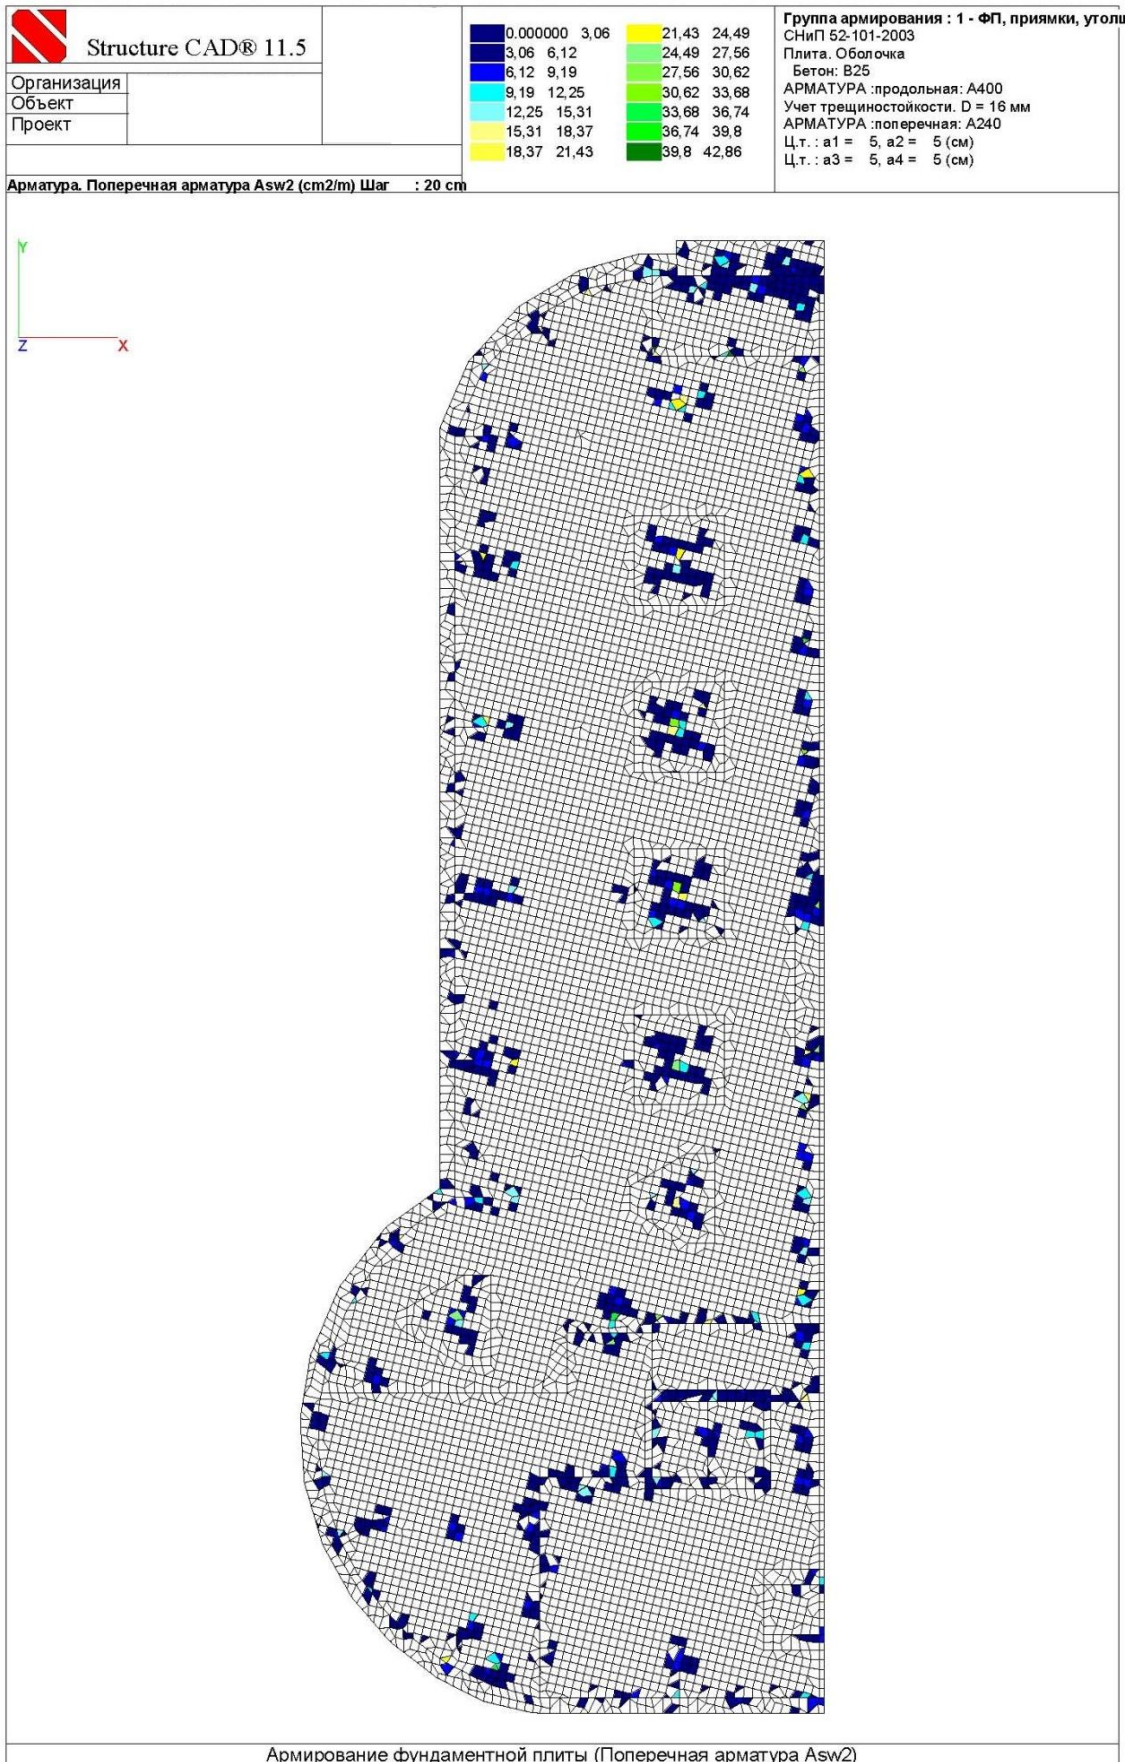 Structure CAD® 11.5
Организация
Объект
Проект
Арматура. Поперечная арматура Asw2 (cm2/m) Шаг : 20 cm
0.000000 3,06
3,06 6,12
6,12 9,19
9,19 12,25
12,25 15,31
15,31 18,37
18,37 21,43
21,43 24,49
24,49 27,56
27,56 30,62
30,62 33,68
33,68 36,74
36,74 39,8
39,8 42,86
Группа армирования : 1 - ФП, приямки, утолщ
СНиП 52-101-2003
Плита. Оболочка
Бетон: B25
АРМАТУРА :продольная: A400
Учет трещиностойкости. D = 16 мм
АРМАТУРА :поперечная: A240
Ц.т. : a1 = 5, a2 = 5 (см)
Ц.т. : a3 = 5, a4 = 5 (см)
Y
Z X
Армирование фундаментной плиты (Поперечная арматура Asw2)